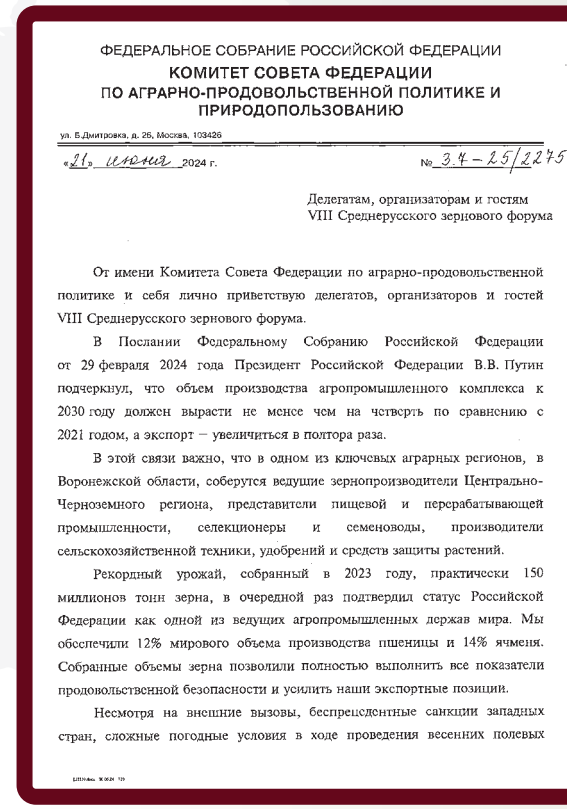 ФЕДЕРАЛЬНОЕ СОБРАНИЕ РОССИЙСКОЙ ФЕДЕРАЦИИ
КОМИТЕТ СОВЕТА ФЕДЕРАЦИИ
ПО АГРАРНО-ПРОДОВОЛЬСТВЕННОЙ ПОЛИТИКЕ И
ПРИРОДОПОЛЬЗОВАНИЮ
ул. Б.Дмитровка, д. 26, Москва, 103426
«21» июня 2024 г. № 3.7-25/2275
Делегатам, организаторам и гостям
VIII Среднерусского зернового форума
От имени Комитета Совета Федерации по аграрно-продовольственной
политике и себя лично приветствую делегатов, организаторов и гостей
VIII Среднерусского зернового форума.
В Послании Федеральному Собранию Российской Федерации
от 29 февраля 2024 года Президент Российской Федерации В.В. Путин
подчеркнул, что объем производства агропромышленного комплекса к
2030 году должен вырасти не менее чем на четверть по сравнению с
2021 годом, а экспорт – увеличиться в полтора раза.
В этой связи важно, что в одном из ключевых аграрных регионов, в
Воронежской области, соберутся ведущие зернопроизводители Центрально-
Черноземного региона, представители пищевой и перерабатывающей
промышленности, селекционеры и семеноводы, производители
сельскохозяйственной техники, удобрений и средств защиты растений.
Рекордный урожай, собранный в 2023 году, практически 150
миллионов тонн зерна, в очередной раз подтвердил статус Российской
Федерации как одной из ведущих агропромышленных держав мира. Мы
обеспечили 12% мирового объема производства пшеницы и 14% ячменя.
Собранные объемы зерна позволили полностью выполнить все показатели
продовольственной безопасности и усилить наши экспортные позиции.
Несмотря на внешние вызовы, беспрецедентные санкции западных
стран, сложные погодные условия в ходе проведения весенних полевых